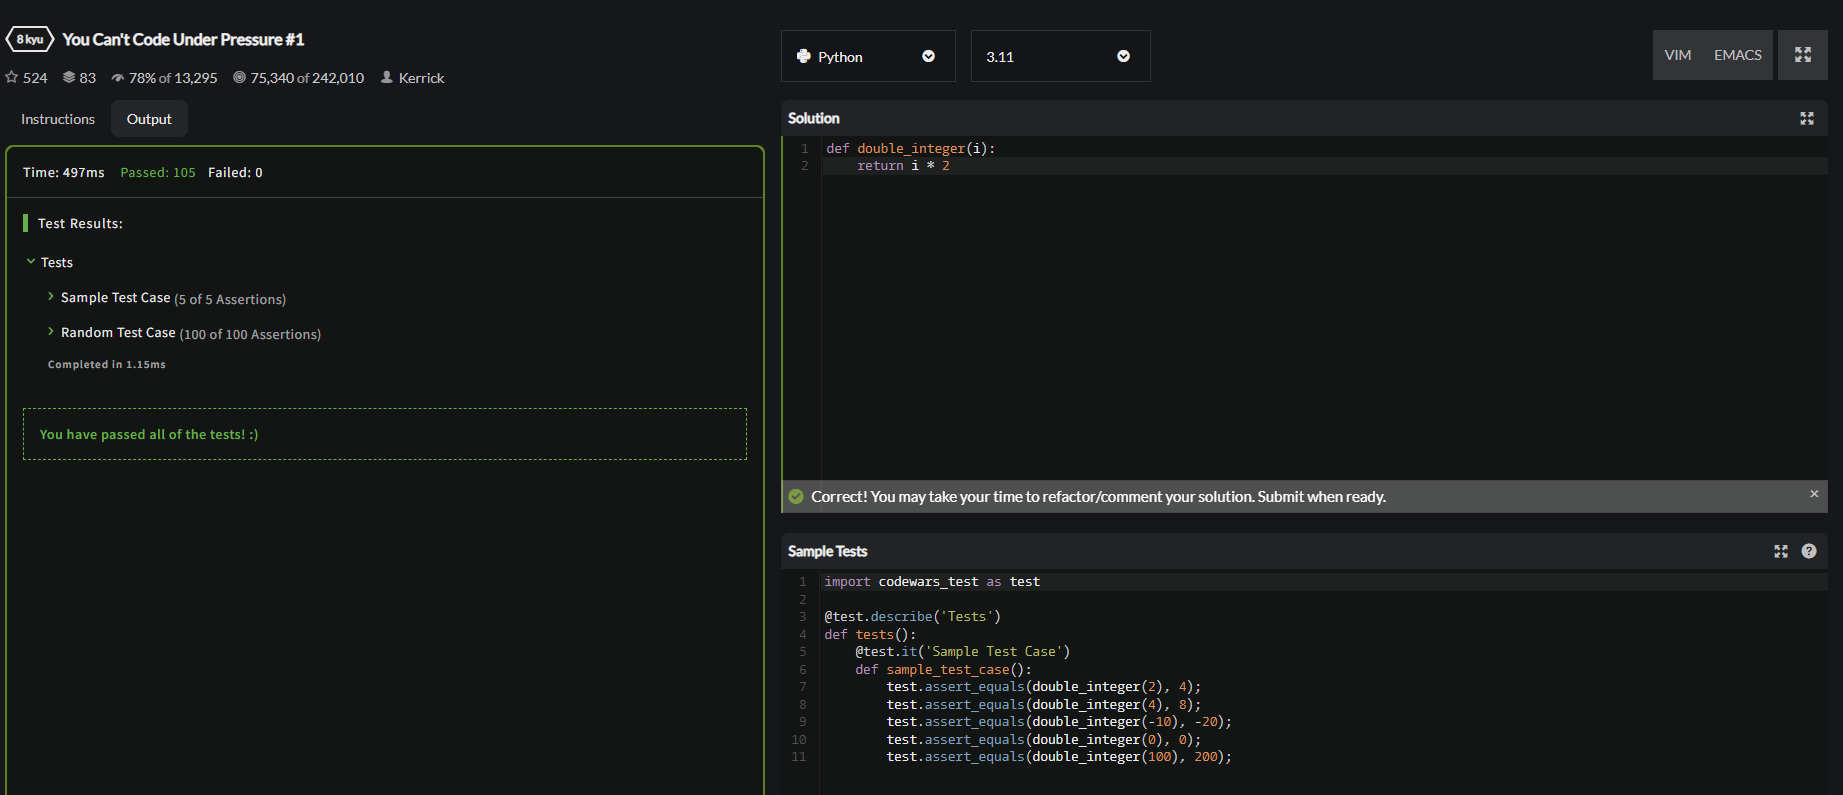 8 kyu You Can't Code Under Pressure #1
524 83 78% of 13,295 75,340 of 242,010 Kerrick
Instructions Output
Time: 497ms Passed: 105 Failed: 0
Test Results:
Tests
Sample Test Case (5 of 5 Assertions)
Random Test Case (100 of 100 Assertions)
Completed in 1.15ms
You have passed all of the tests! :)
Python 3.11 VIM EMACS
Solution
1 def double_integer(i):
2     return i * 2
Correct! You may take your time to refactor/comment your solution. Submit when ready. ×
Sample Tests ?
1 import codewars_test as test
2
3 @test.describe('Tests')
4 def tests():
5     @test.it('Sample Test Case')
6     def sample_test_case():
7         test.assert_equals(double_integer(2), 4);
8         test.assert_equals(double_integer(4), 8);
9         test.assert_equals(double_integer(-10), -20);
10         test.assert_equals(double_integer(0), 0);
11         test.assert_equals(double_integer(100), 200);